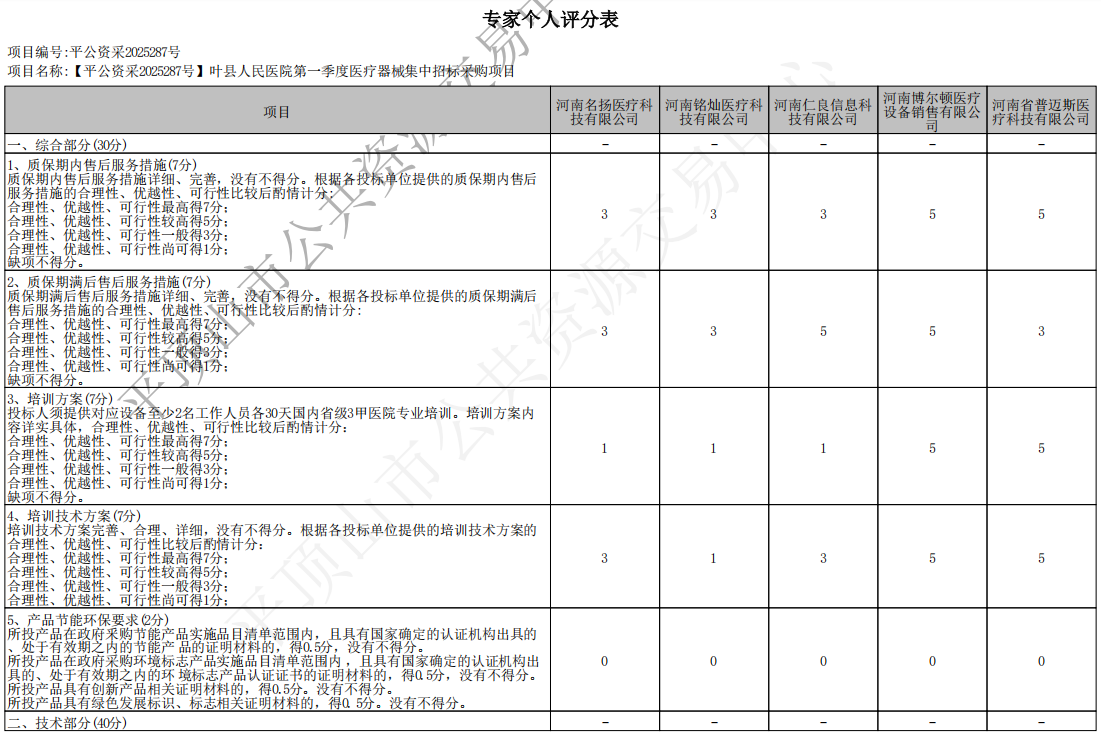 专家个人评分表
项目编号:平公资采2025287号
项目名称:【平公资采2025287号】叶县人民医院第一季度医疗器械集中招标采购项目
项目
河南名扬医疗科
技有限公司
河南铭灿医疗科
技有限公司
河南仁良信息科
技有限公司
河南博尔顿医疗
设备销售有限公
司
河南省普迈斯医
疗科技有限公司
一、综合部分(30分)
－ － － － －
1、质保期内售后服务措施(7分)
质保期内售后服务措施详细、完善，没有不得分。根据各投标单位提供的质保期内售后
服务措施的合理性、优越性、可行性比较后酌情计分:
合理性、优越性、可行性最高得7分;
合理性、优越性、可行性较高得5分;
合理性、优越性、可行性一般得3分;
合理性、优越性、可行性尚可得1分;
缺项不得分。
3 3 3 5 5
2、质保期满后售后服务措施(7分)
质保期满后售后服务措施详细、完善，没有不得分。根据各投标单位提供的质保期满后
售后服务措施的合理性、优越性、可行性比较后酌情计分:
合理性、优越性、可行性最高得7分;
合理性、优越性、可行性较高得5分;
合理性、优越性、可行性一般得3分;
合理性、优越性、可行性尚可得1分;
缺项不得分。
3 3 5 5 3
3、培训方案(7分)
投标人须提供对应设备至少2名工作人员各30天国内省级3甲医院专业培训。培训方案内
容详实具体，合理性、优越性、可行性比较后酌情计分:
合理性、优越性、可行性最高得7分;
合理性、优越性、可行性较高得5分;
合理性、优越性、可行性一般得3分;
合理性、优越性、可行性尚可得1分;
缺项不得分。
1 1 1 5 5
4、培训技术方案(7分)
培训技术方案完善、合理、详细，没有不得分。根据各投标单位提供的培训技术方案的
合理性、优越性、可行性比较后酌情计分:
合理性、优越性、可行性最高得7分;
合理性、优越性、可行性较高得5分;
合理性、优越性、可行性一般得3分;
合理性、优越性、可行性尚可得1分;
3 1 3 5 5
5、产品节能环保要求(2分)
所投产品在政府采购节能产品实施品目清单范围内，且具有国家确定的认证机构出具的
、处于有效期之内的节能产品的证明材料的，得0.5分，没有不得分。
所投产品在政府采购环境标志产品实施品目清单范围内，且具有国家确定的认证机构出
具的、处于有效期之内的环 境标志产品认证证书的证明材料的，得0.5分，没有不得分。
所投产品具有创新产品相关证明材料的，得0.5分。没有不得分。
所投产品具有绿色发展标识、标志相关证明材料的，得0.5分。没有不得分。
0 0 0 0 0
二、技术部分(40分)
－ － － － －
平顶山市公共资源交易中
平顶山市公共资源交易中心